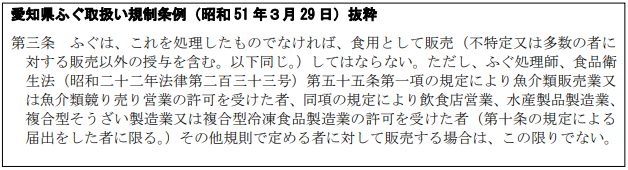 愛知県ふぐ取扱い規制条例（昭和 51 年３月 29 日）抜粋
第三条　ふぐは、これを処理したものでなければ、食用として販売（不特定又は多数の者に
対する販売以外の授与を含む。以下同じ。）してはならない。ただし、ふぐ処理師、食品衛
生法（昭和二十二年法律第二百三十三号）第五十五条第一項の規定により魚介類販売業又
は魚介類競り売り営業の許可を受けた者、同項の規定により飲食店営業、水産製品製造業、
複合型そうざい製造業又は複合型冷凍食品製造業の許可を受けた者（第十条の規定による
届出をした者に限る。）その他規則で定める者に対して販売する場合は、この限りでない。